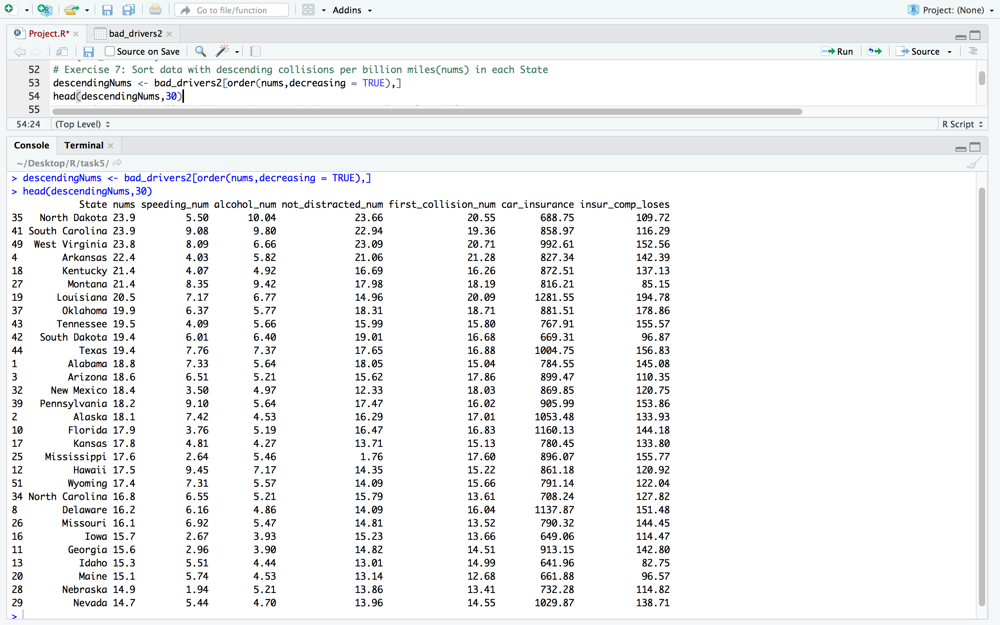 Go to file/function Addins Project: (None)
Project.R* bad_drivers2
Source on Save Run Source
52 # Exercise 7: Sort data with descending collisions per billion miles(nums) in each State
53 descendingNums <- bad_drivers2[order(nums,decreasing = TRUE),]
54 head(descendingNums,30)
55
54:24 (Top Level) R Script
Console Terminal
~/Desktop/R/task5/
> descendingNums <- bad_drivers2[order(nums,decreasing = TRUE),]
> head(descendingNums,30)
State nums speeding_num alcohol_num not_distracted_num first_collision_num car_insurance insur_comp_loses
35 North Dakota 23.9 5.50 10.04 23.66 20.55 688.75 109.72
41 South Carolina 23.9 9.08 9.80 22.94 19.36 858.97 116.29
49 West Virginia 23.8 8.09 6.66 23.09 20.71 992.61 152.56
4 Arkansas 22.4 4.03 5.82 21.06 21.28 827.34 142.39
18 Kentucky 21.4 4.07 4.92 16.69 16.26 872.51 137.13
27 Montana 21.4 8.35 9.42 17.98 18.19 816.21 85.15
19 Louisiana 20.5 7.17 6.77 14.96 20.09 1281.55 194.78
37 Oklahoma 19.9 6.37 5.77 18.31 18.71 881.51 178.86
43 Tennessee 19.5 4.09 5.66 15.99 15.80 767.91 155.57
42 South Dakota 19.4 6.01 6.40 19.01 16.68 669.31 96.87
44 Texas 19.4 7.76 7.37 17.65 16.88 1004.75 156.83
1 Alabama 18.8 7.33 5.64 18.05 15.04 784.55 145.08
3 Arizona 18.6 6.51 5.21 15.62 17.86 899.47 110.35
32 New Mexico 18.4 3.50 4.97 12.33 18.03 869.85 120.75
39 Pennsylvania 18.2 9.10 5.64 17.47 16.02 905.99 153.86
2 Alaska 18.1 7.42 4.53 16.29 17.01 1053.48 133.93
10 Florida 17.9 3.76 5.19 16.47 16.83 1160.13 144.18
17 Kansas 17.8 4.81 4.27 13.71 15.13 780.45 133.80
25 Mississippi 17.6 2.64 5.46 1.76 17.60 896.07 155.77
12 Hawaii 17.5 9.45 7.17 14.35 15.22 861.18 120.92
51 Wyoming 17.4 7.31 5.57 14.09 15.66 791.14 122.04
34 North Carolina 16.8 6.55 5.21 15.79 13.61 708.24 127.82
8 Delaware 16.2 6.16 4.86 14.09 16.04 1137.87 151.48
26 Missouri 16.1 6.92 5.47 14.81 13.52 790.32 144.45
16 Iowa 15.7 2.67 3.93 15.23 13.66 649.06 114.47
11 Georgia 15.6 2.96 3.90 14.82 14.51 913.15 142.80
13 Idaho 15.3 5.51 4.44 13.01 14.99 641.96 82.75
20 Maine 15.1 5.74 4.53 13.14 12.68 661.88 96.57
28 Nebraska 14.9 1.94 5.21 13.86 13.41 732.28 114.82
29 Nevada 14.7 5.44 4.70 13.96 14.55 1029.87 138.71
>